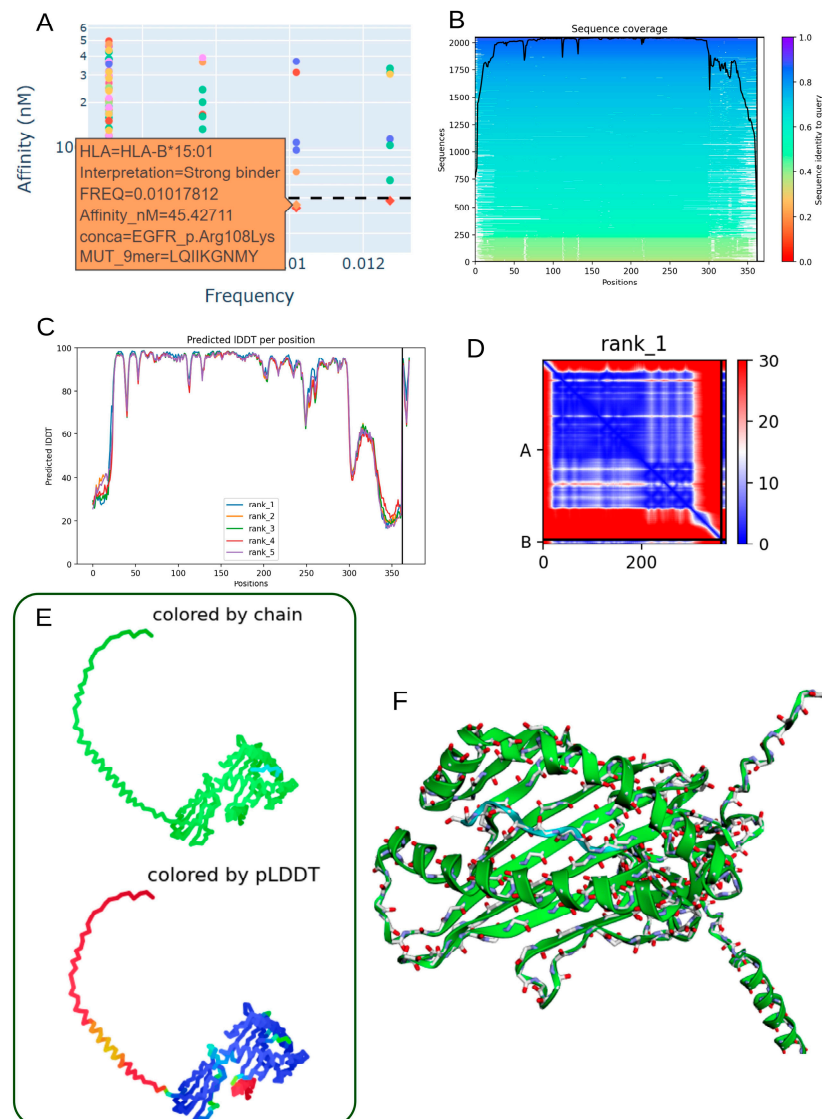 A
6
5
4
3
2
10
Affinity (nM)
HLA=HLA-B*15:01
Interpretation=Strong binder
FREQ=0.01017812
Affinity_nM=45.42711
conca=EGFR_p.Arg108Lys
MUT_9mer=LQIIKGNMY
01
0.012
Frequency
B
Sequence coverage
2000
1750
1500
1250
1000
750
500
250
0
Sequences
0
50
100
150
200
250
300
350
Positions
1.0
0.8
0.6
0.4
0.2
0.0
Sequence identity to query
C
Predicted lDDT per position
100
80
60
40
20
0
Predicted lDDT
rank_1
rank_2
rank_3
rank_4
rank_5
0
50
100
150
200
250
300
350
Positions
D
rank_1
A
B
0
200
30
20
10
0
E
colored by chain
colored by pLDDT
F